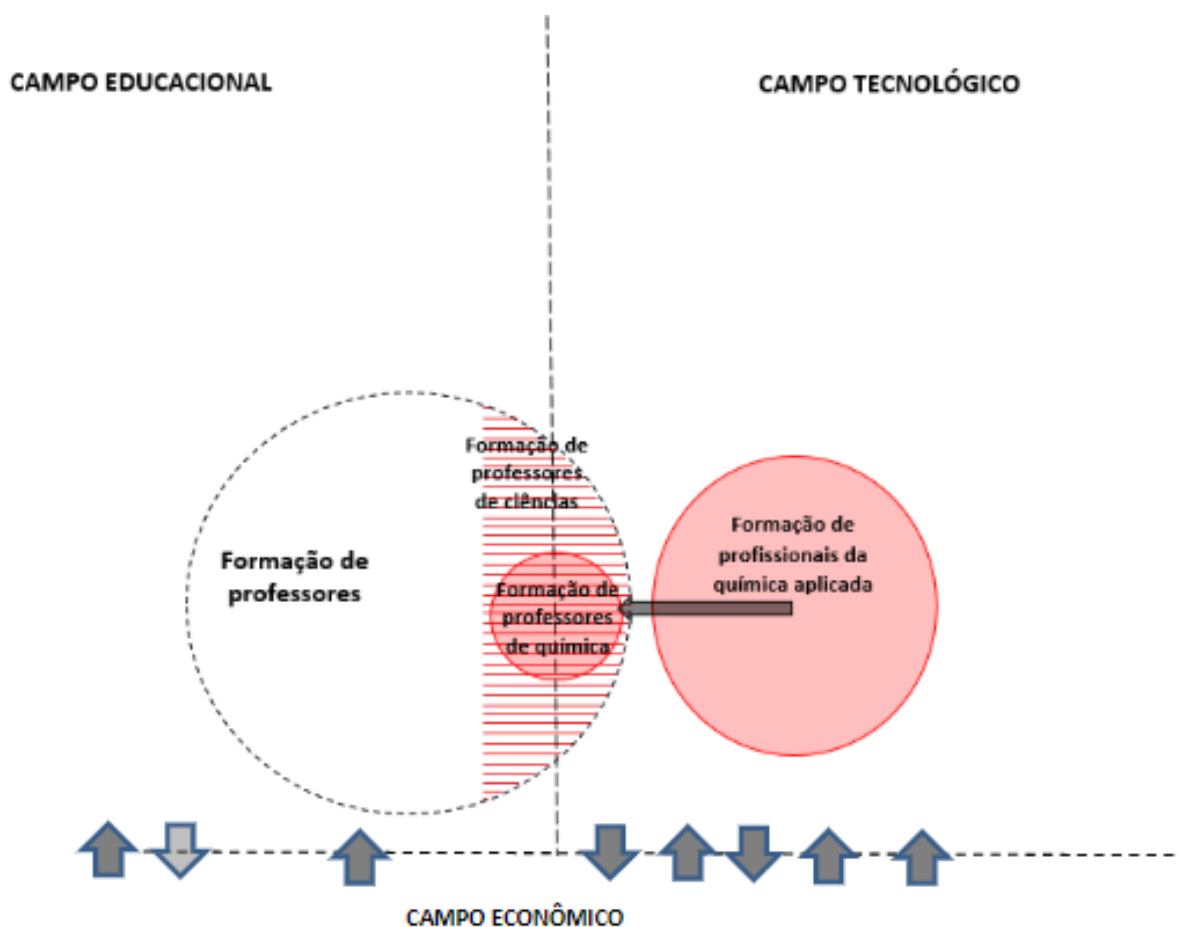 CAMPO EDUCACIONAL
CAMPO TECNOLÓGICO
Formação de
professores
de ciências
Formação de
professores
Formação de
professores
de química
Formação de
profissionais da
química aplicada
CAMPO ECONÔMICO